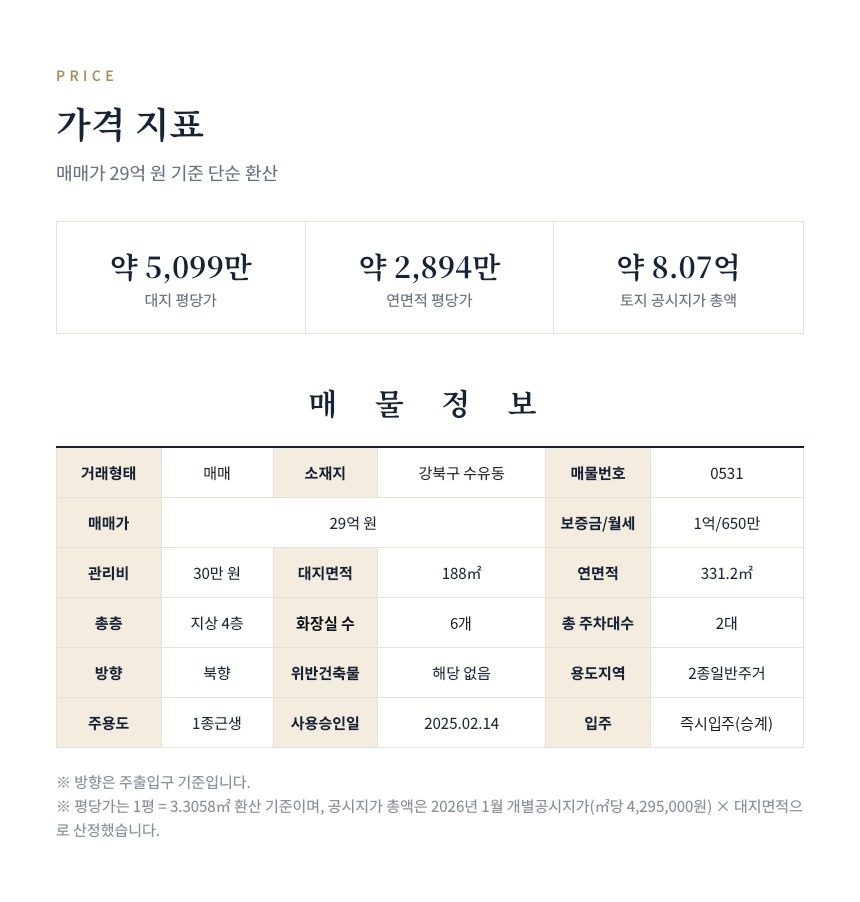 PRICE
가격 지표
매매가 29억 원 기준 단순 환산
약 5,099만 약 2,894만 약 8.07억
대지 평당가 연면적 평당가 토지 공시지가 총액
매 물 정 보
거래형태 매매 소재지 강북구 수유동 매물번호 0531
매매가 29억 원 보증금/월세 1억/650만
관리비 30만 원 대지면적 188㎡ 연면적 331.2㎡
총층 지상 4층 화장실 수 6개 총 주차대수 2대
방향 북향 위반건축물 해당 없음 용도지역 2종일반주거
주용도 1종근생 사용승인일 2025.02.14 입주 즉시입주(승계)
※ 방향은 주출입구 기준입니다.
※ 평당가는 1평 = 3.3058㎡ 환산 기준이며, 공시지가 총액은 2026년 1월 개별공시지가(㎡당 4,295,000원) × 대지면적으
로 산정했습니다.